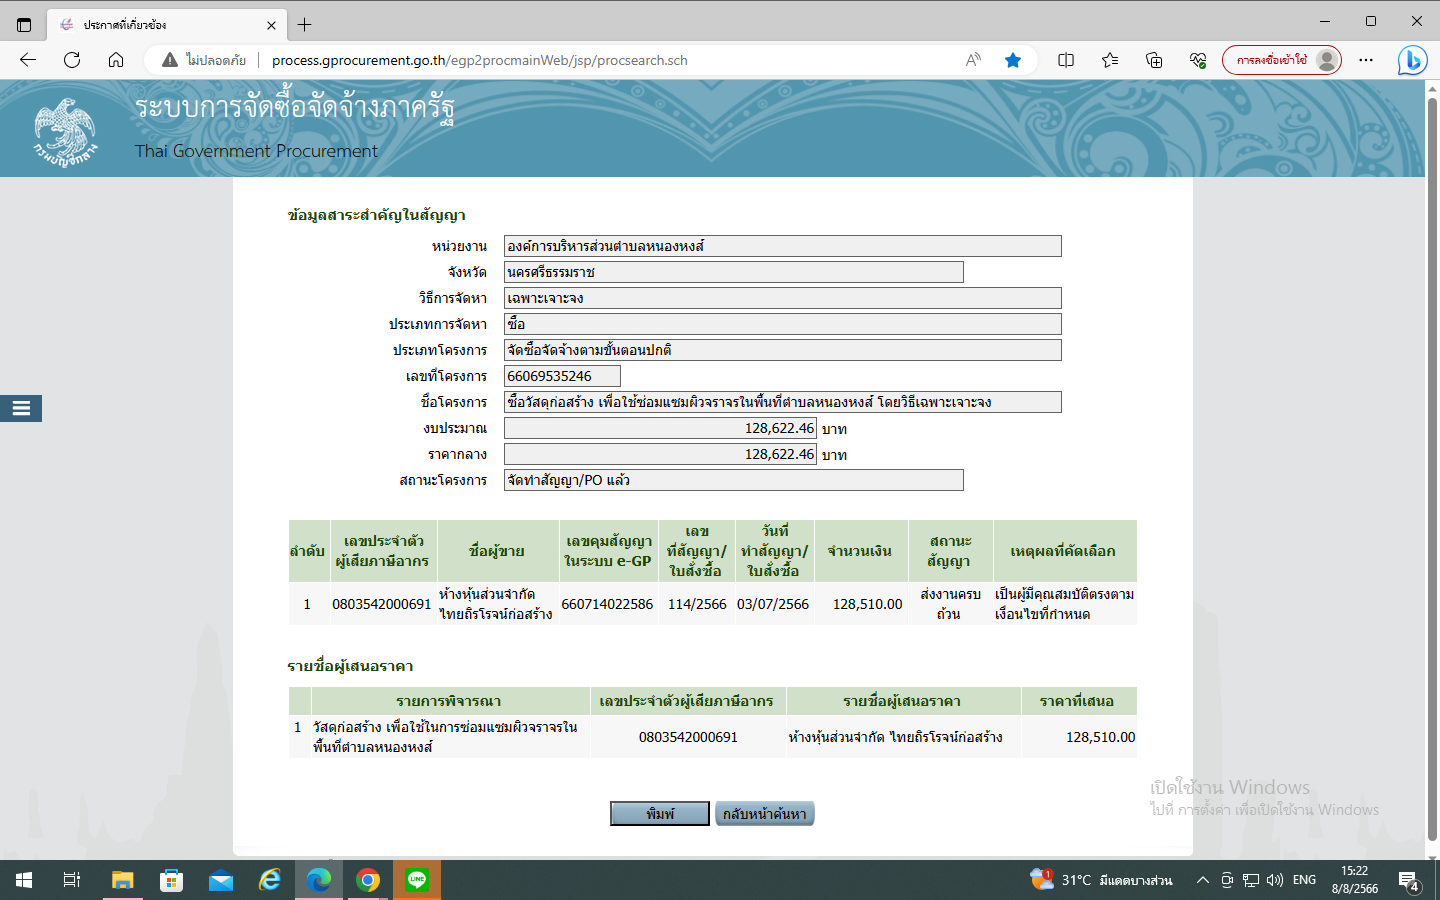 ประกาศที่เกี่ยวข้อง
ไม่ปลอดภัย
process.gprocurement.go.th/egp2procmainWeb/jsp/procsearch.sch
การลงชื่อเข้าใช้
กรมบัญชีกลาง
ระบบการจัดซื้อจัดจ้างภาครัฐ
Thai Government Procurement
ข้อมูลสาระสำคัญในสัญญา
หน่วยงาน องค์การบริหารส่วนตำบลหนองหงส์
จังหวัด นครศรีธรรมราช
วิธีการจัดหา เฉพาะเจาะจง
ประเภทการจัดหา ซื้อ
ประเภทโครงการ จัดซื้อจัดจ้างตามขั้นตอนปกติ
เลขที่โครงการ 66069535246
ชื่อโครงการ ซื้อวัสดุก่อสร้าง เพื่อใช้ซ่อมแซมผิวจราจรในพื้นที่ตำบลหนองหงส์ โดยวิธีเฉพาะเจาะจง
งบประมาณ 128,622.46 บาท
ราคากลาง 128,622.46 บาท
สถานะโครงการ จัดทำสัญญา/PO แล้ว
ลำดับ เลขประจำตัวผู้เสียภาษีอากร ชื่อผู้ขาย เลขคุมสัญญาในระบบ e-GP เลขที่สัญญา/ใบสั่งซื้อ วันที่ทำสัญญา/ใบสั่งซื้อ จำนวนเงิน สถานะสัญญา เหตุผลที่คัดเลือก
1 0803542000691 ห้างหุ้นส่วนจำกัด ไทยถิรโรจน์ก่อสร้าง 660714022586 114/2566 03/07/2566 128,510.00 ส่งงานครบถ้วน เป็นผู้มีคุณสมบัติตรงตามเงื่อนไขที่กำหนด
รายชื่อผู้เสนอราคา
รายการพิจารณา เลขประจำตัวผู้เสียภาษีอากร รายชื่อผู้เสนอราคา ราคาที่เสนอ
1 วัสดุก่อสร้าง เพื่อใช้ในการซ่อมแซมผิวจราจรในพื้นที่ตำบลหนองหงส์ 0803542000691 ห้างหุ้นส่วนจำกัด ไทยถิรโรจน์ก่อสร้าง 128,510.00
พิมพ์ กลับหน้าค้นหา
เปิดใช้งาน Windows
ไปที่ การตั้งค่า เพื่อเปิดใช้งาน Windows
LINE
1
31°C มีแดดบางส่วน
ENG
15:22
8/8/2566
4